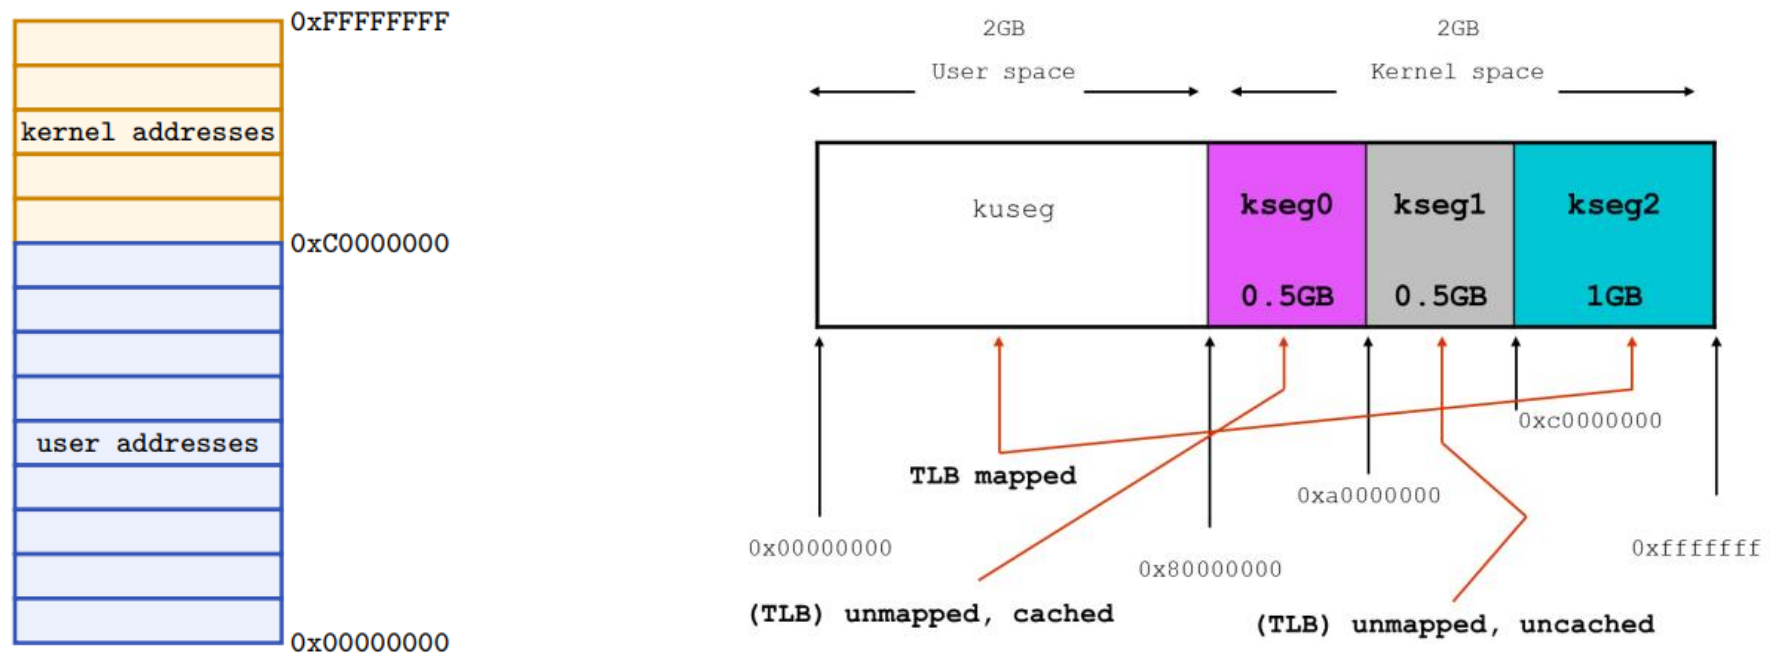 0xFFFFFFFF
kernel addresses
0xC0000000
user addresses
0x00000000
2GB
2GB
User space
Kernel space
kuseg
kseg0
kseg1
kseg2
0.5GB
0.5GB
1GB
0xc0000000
TLB mapped
0xa0000000
0x00000000
0xffffffff
0x80000000
(TLB) unmapped, cached
(TLB) unmapped, uncached